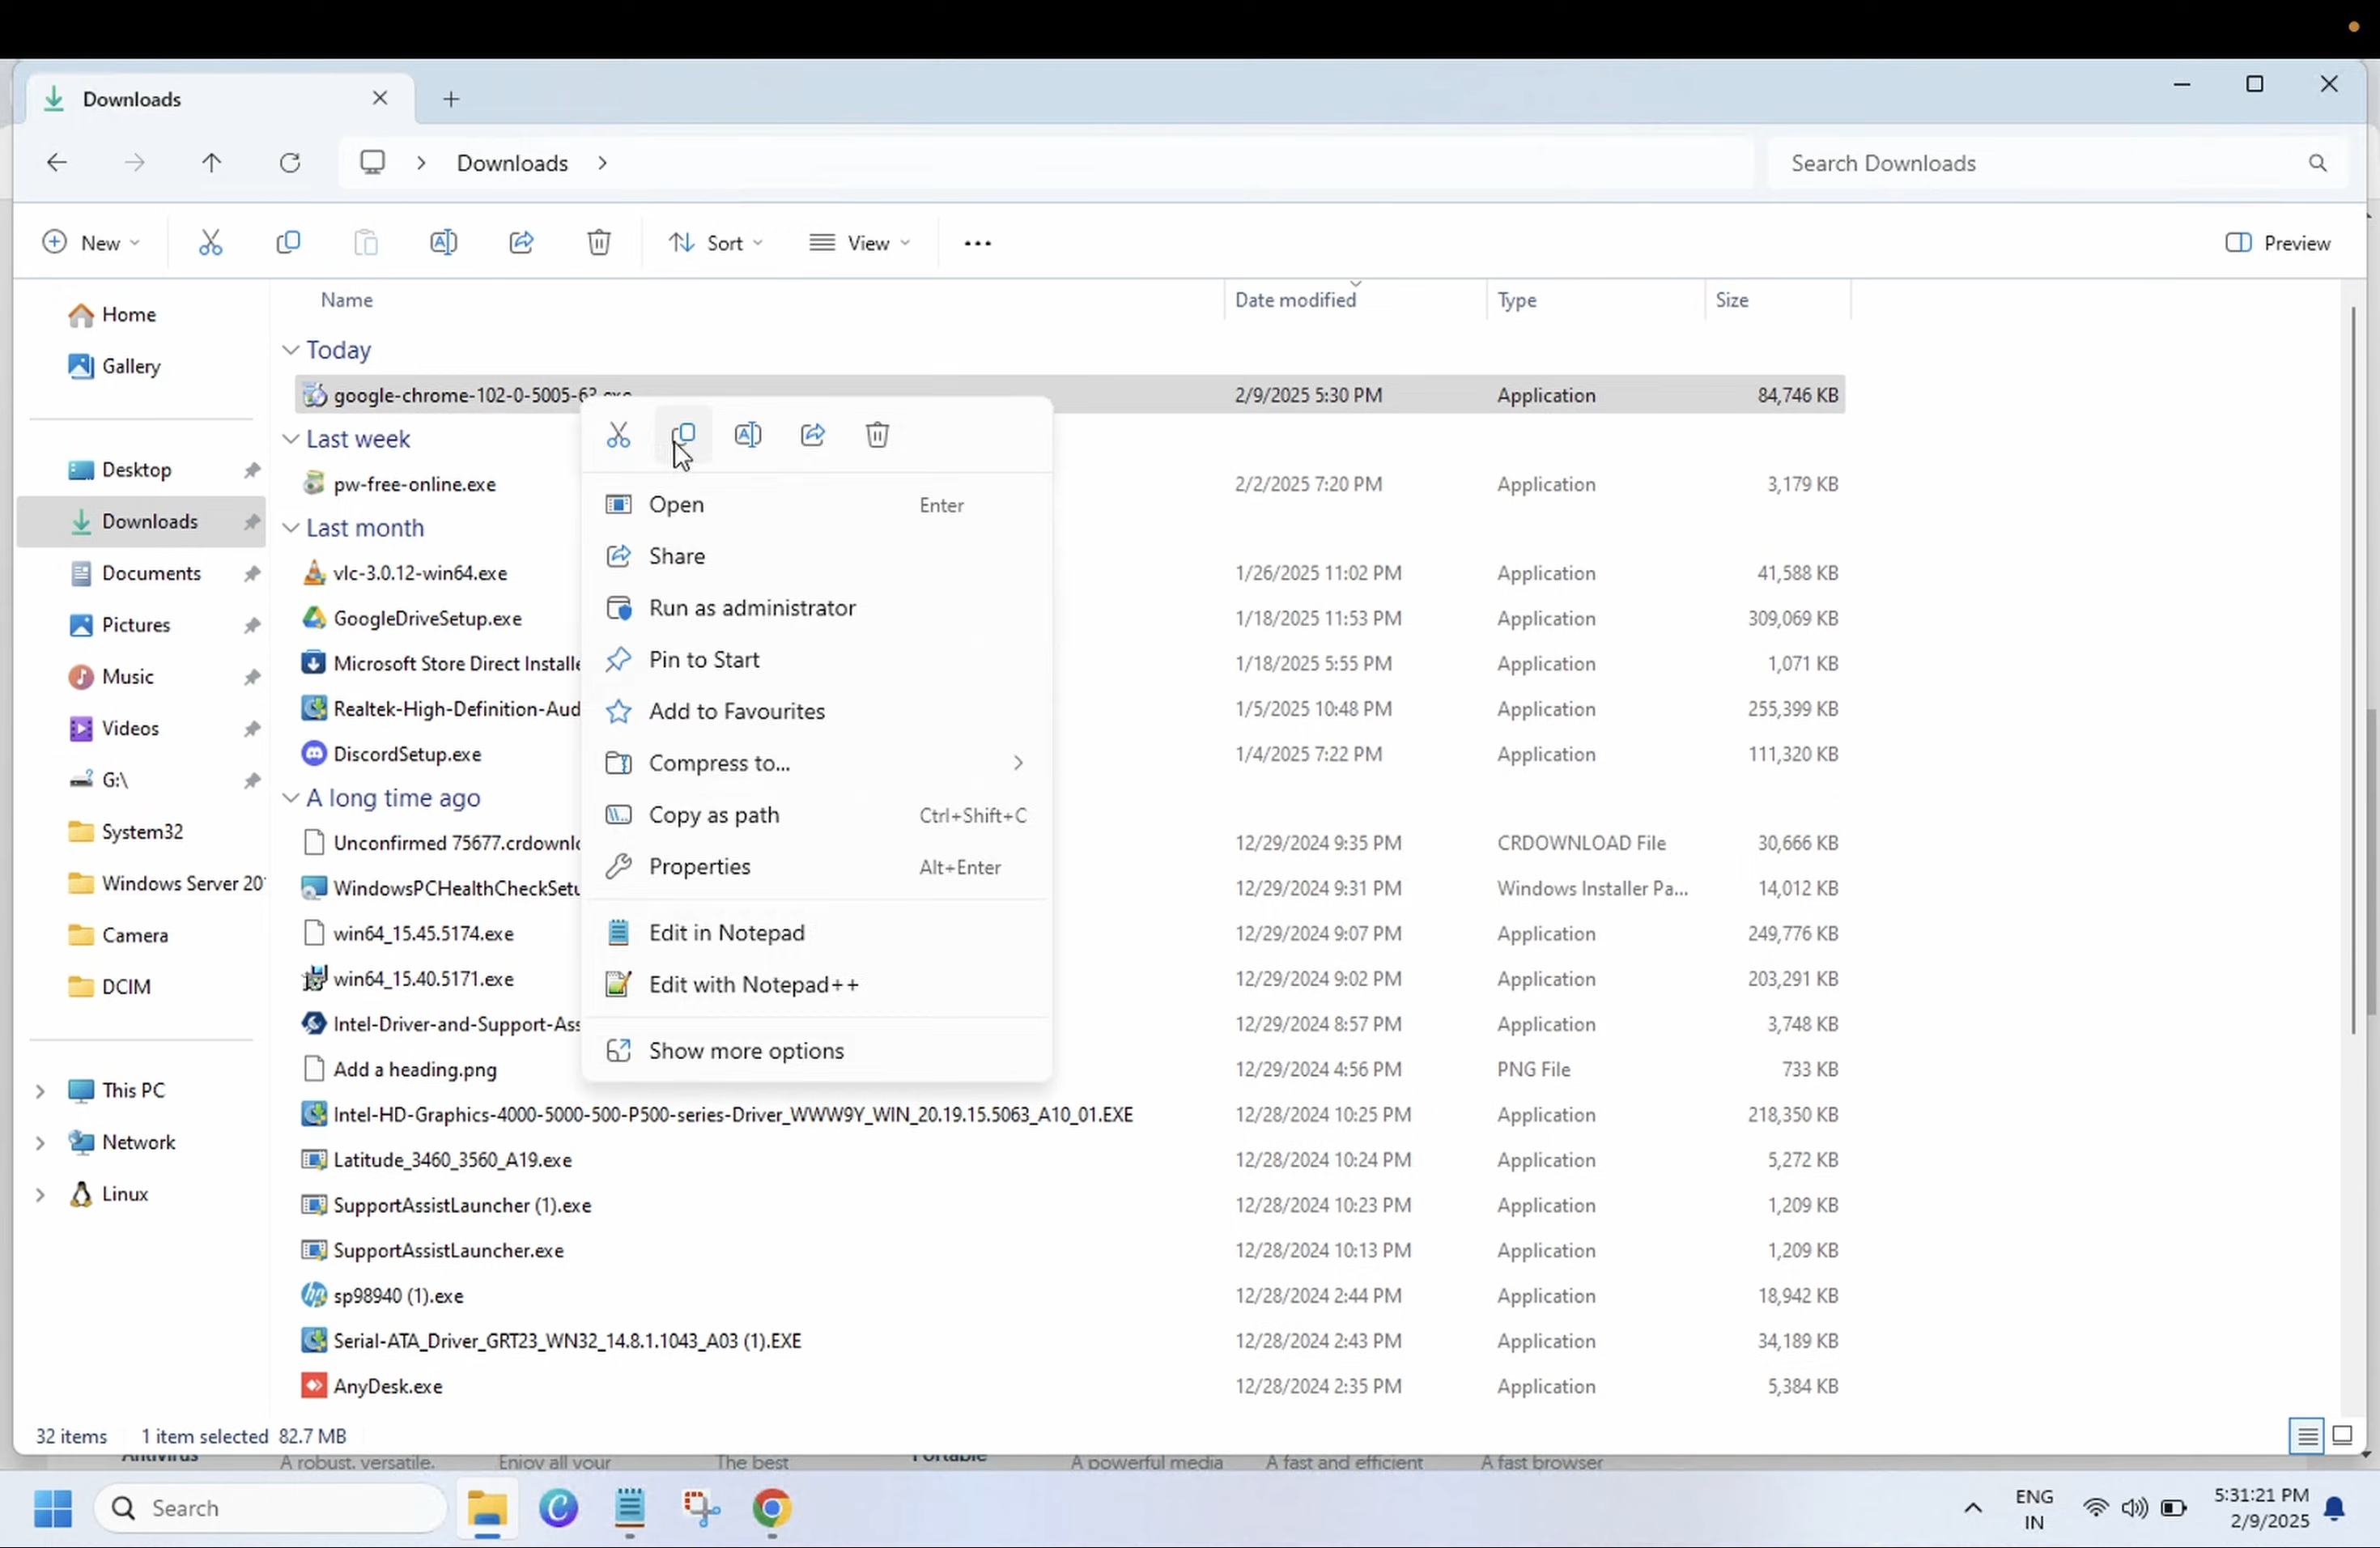 Downloads
Downloads
Search Downloads
New
Sort
View
Preview
Name
Date modified
Type
Size
Home
Gallery
Desktop
Downloads
Documents
Pictures
Music
Videos
G:\
System32
Windows Server 20
Camera
DCIM
This PC
Network
Linux
Today
google-chrome-102-0-5005-63.exe 2/9/2025 5:30 PM Application 84,746 KB
Last week
pw-free-online.exe 2/2/2025 7:20 PM Application 3,179 KB
Last month
vlc-3.0.12-win64.exe 1/26/2025 11:02 PM Application 41,588 KB
GoogleDriveSetup.exe 1/18/2025 11:53 PM Application 309,069 KB
Microsoft Store Direct Installe 1/18/2025 5:55 PM Application 1,071 KB
Realtek-High-Definition-Aud 1/5/2025 10:48 PM Application 255,399 KB
DiscordSetup.exe 1/4/2025 7:22 PM Application 111,320 KB
A long time ago
Unconfirmed 75677.crdownlo 12/29/2024 9:35 PM CRDOWNLOAD File 30,666 KB
WindowsPCHealthCheckSetu 12/29/2024 9:31 PM Windows Installer Pa... 14,012 KB
win64_15.45.5174.exe 12/29/2024 9:07 PM Application 249,776 KB
win64_15.40.5171.exe 12/29/2024 9:02 PM Application 203,291 KB
Intel-Driver-and-Support-Ass 12/29/2024 8:57 PM Application 3,748 KB
Add a heading.png 12/29/2024 4:56 PM PNG File 733 KB
Intel-HD-Graphics-4000-5000-500-P500-series-Driver_WWW9Y_WIN_20.19.15.5063_A10_01.EXE 12/28/2024 10:25 PM Application 218,350 KB
Latitude_3460_3560_A19.exe 12/28/2024 10:24 PM Application 5,272 KB
SupportAssistLauncher (1).exe 12/28/2024 10:23 PM Application 1,209 KB
SupportAssistLauncher.exe 12/28/2024 10:13 PM Application 1,209 KB
sp98940 (1).exe 12/28/2024 2:44 PM Application 18,942 KB
Serial-ATA_Driver_GRT23_WN32_14.8.1.1043_A03 (1).EXE 12/28/2024 2:43 PM Application 34,189 KB
AnyDesk.exe 12/28/2024 2:35 PM Application 5,384 KB
Open Enter
Share
Run as administrator
Pin to Start
Add to Favourites
Compress to...
Copy as path Ctrl+Shift+C
Properties Alt+Enter
Edit in Notepad
Edit with Notepad++
Show more options
32 items 1 item selected 82.7 MB
Antivirus A robust, versatile, Enjoy all your The best Portable A powerful media A fast and efficient A fast browser
Search
ENG
IN
5:31:21 PM
2/9/2025